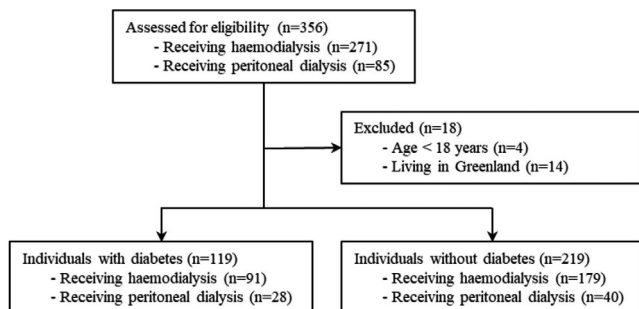 Assessed for eligibility (n=356)
- Receiving haemodialysis (n=271)
- Receiving peritoneal dialysis (n=85)
Excluded (n=18)
- Age < 18 years (n=4)
- Living in Greenland (n=14)
Individuals with diabetes (n=119)
- Receiving haemodialysis (n=91)
- Receiving peritoneal dialysis (n=28)
Individuals without diabetes (n=219)
- Receiving haemodialysis (n=179)
- Receiving peritoneal dialysis (n=40)